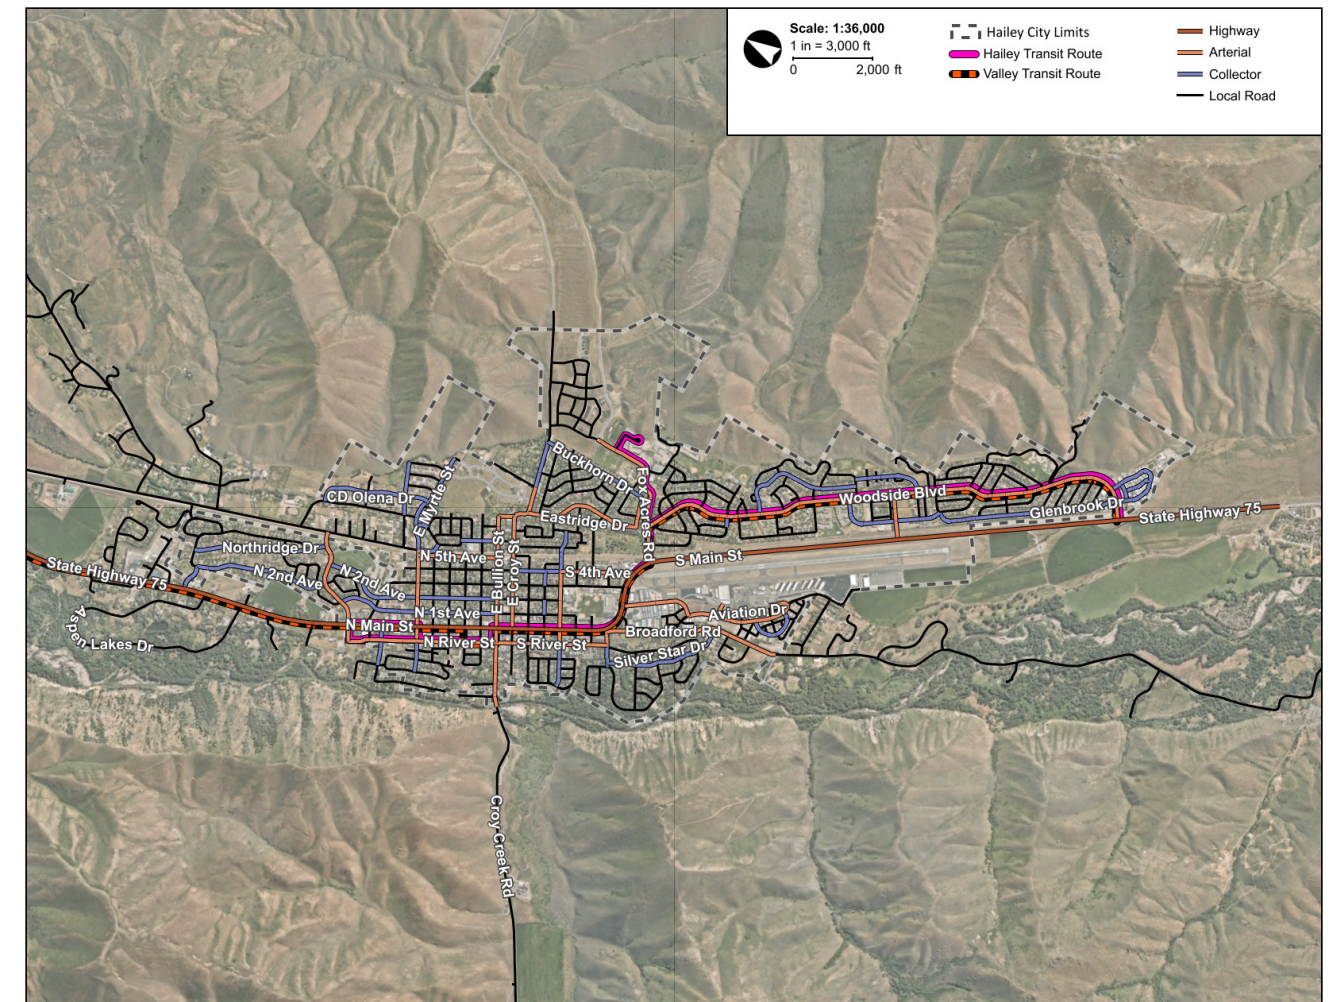 Scale: 1:36,000
1 in = 3,000 ft
0 2,000 ft
Hailey City Limits
Hailey Transit Route
Valley Transit Route
Highway
Arterial
Collector
Local Road
Buckhorn Dr
Fox Acres Rd
CD Olena Dr
E Myrtle St
Woodside Blvd
Glenbrook Dr
State Highway 75
Eastridge Dr
Northridge Dr
N 5th Ave
E Bullion St
E Croy St
S Main St
State Highway 75
N 2nd Ave
N 2nd Ave
S 4th Ave
N 1st Ave
Aviation Dr
Aspen Lakes Dr
N Main St
Broadford Rd
N River St
S River St
Silver Star Dr
Croy Creek Rd